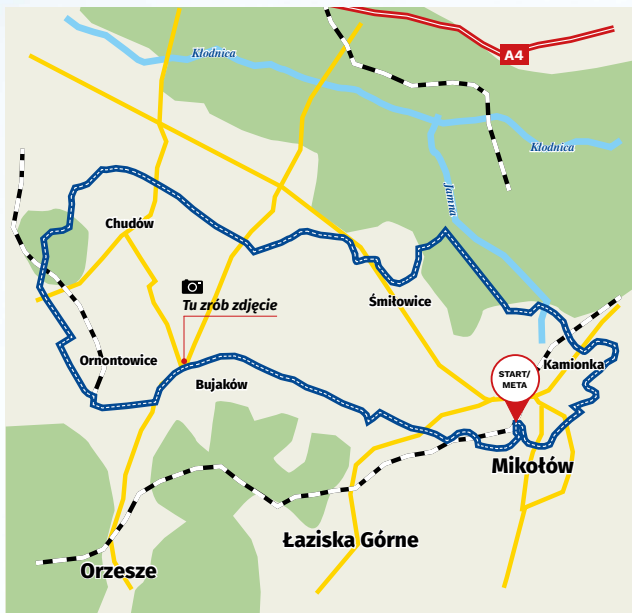 Kłodnica
A4
Kłodnica
Jamna
Chudów
Tu zrób zdjęcie
Śmiłowice
Ornontowice
Bujaków
Kamionka
START/
META
Mikołów
Łaziska Górne
Orzesze